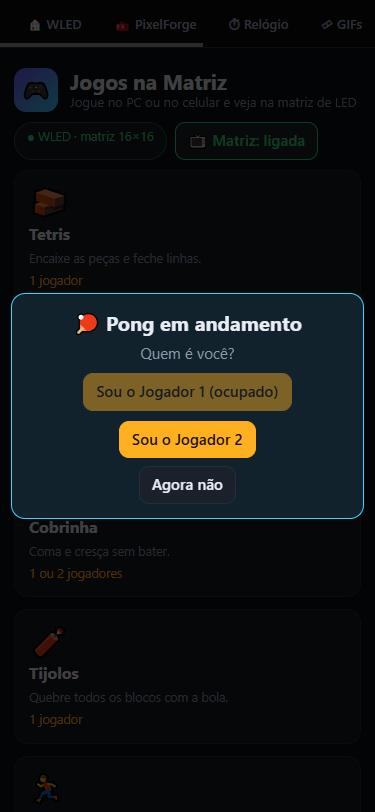 WLED PixelForge Relógio GIFs
Jogos na Matriz
Jogue no PC ou no celular e veja na matriz de LED
WLED · matriz 16×16 Matriz: ligada
Tetris
Encaixe as peças e feche linhas.
1 jogador
Pong em andamento
Quem é você?
Sou o Jogador 1 (ocupado)
Sou o Jogador 2
Agora não
Cobrinha
Coma e cresça sem bater.
1 ou 2 jogadores
Tijolos
Quebre todos os blocos com a bola.
1 jogador